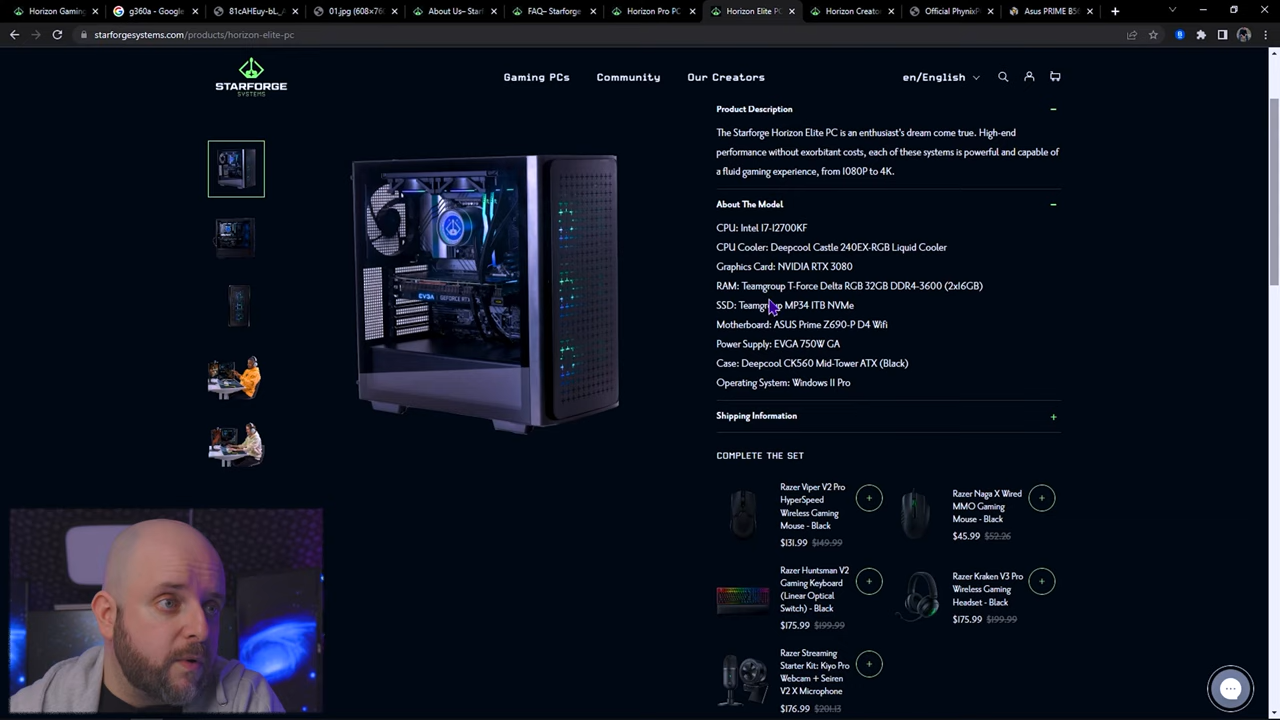 Horizon Gaming
g360a - Google
81cAHEuy-bL._A
01.jpg (608×760
About Us– Starf
FAQ– Starforge
Horizon Pro PC
Horizon Elite PC
Horizon Creator
Official PhynixP
Asus PRIME B5
starforgesystems.com/products/horizon-elite-pc
STARFORGE
SYSTEMS
Gaming PCs
Community
Our Creators
en/English
Product Description
The Starforge Horizon Elite PC is an enthusiast's dream come true. High-end
performance without exorbitant costs, each of these systems is powerful and capable of
a fluid gaming experience, from 1080P to 4K.
About The Model
CPU: Intel I7-12700KF
CPU Cooler: Deepcool Castle 240EX-RGB Liquid Cooler
Graphics Card: NVIDIA RTX 3080
RAM: Teamgroup T-Force Delta RGB 32GB DDR4-3600 (2x16GB)
SSD: Teamgroup MP34 1TB NVMe
Motherboard: ASUS Prime Z690-P D4 Wifi
Power Supply: EVGA 750W GA
Case: Deepcool CK560 Mid-Tower ATX (Black)
Operating System: Windows 11 Pro
Shipping Information
COMPLETE THE SET
Razer Viper V2 Pro
HyperSpeed
Wireless Gaming
Mouse - Black
$131.99 $149.99
Razer Naga X Wired
MMO Gaming
Mouse - Black
$45.99 $52.26
Razer Huntsman V2
Gaming Keyboard
(Linear Optical
Switch) - Black
$175.99 $199.99
Razer Kraken V3 Pro
Wireless Gaming
Headset - Black
$175.99 $199.99
Razer Streaming
Starter Kit: Kiyo Pro
Webcam + Seiren
V2 X Microphone
$176.99 $201.13
EVGA GEFORCE RTX